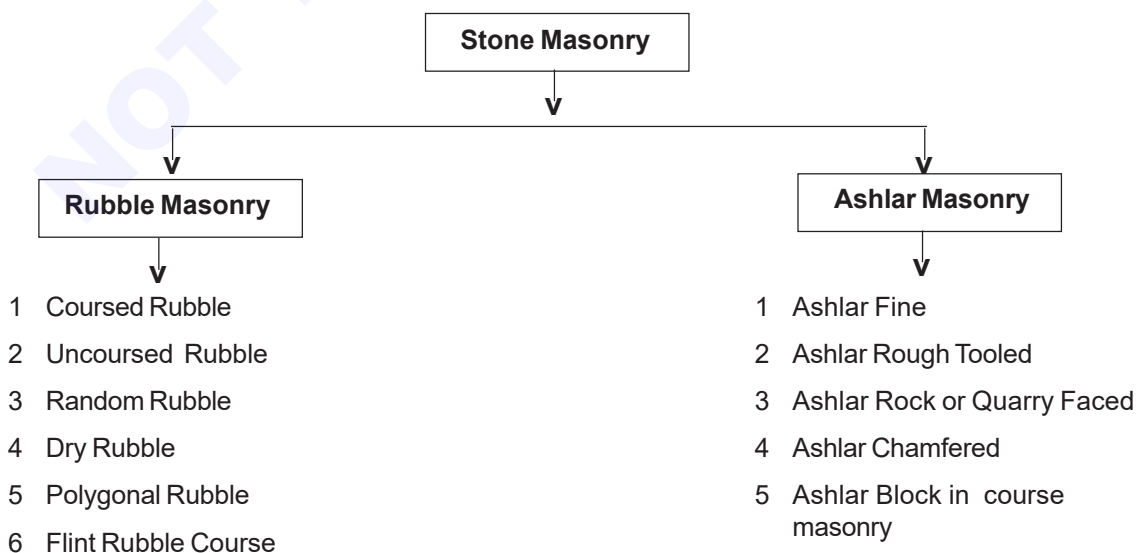 Stone Masonry
Rubble Masonry
1 Coursed Rubble
2 Uncoursed Rubble
3 Random Rubble
4 Dry Rubble
5 Polygonal Rubble
6 Flint Rubble Course
Ashlar Masonry
1 Ashlar Fine
2 Ashlar Rough Tooled
3 Ashlar Rock or Quarry Faced
4 Ashlar Chamfered
5 Ashlar Block in course
masonry
NOT